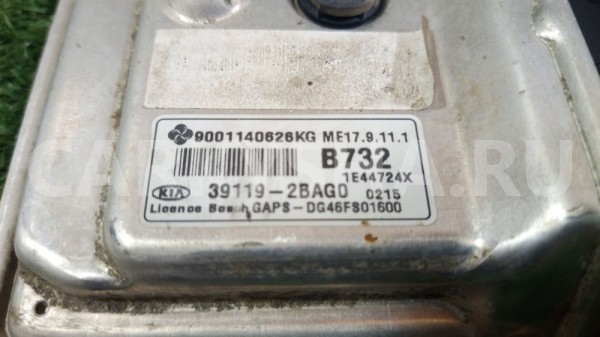 9001140626KG ME17.9.11.1
B732
1E44724X
KIA 39119-2BAG0 0215
Licence Bosch GAPS-DG46FS01600